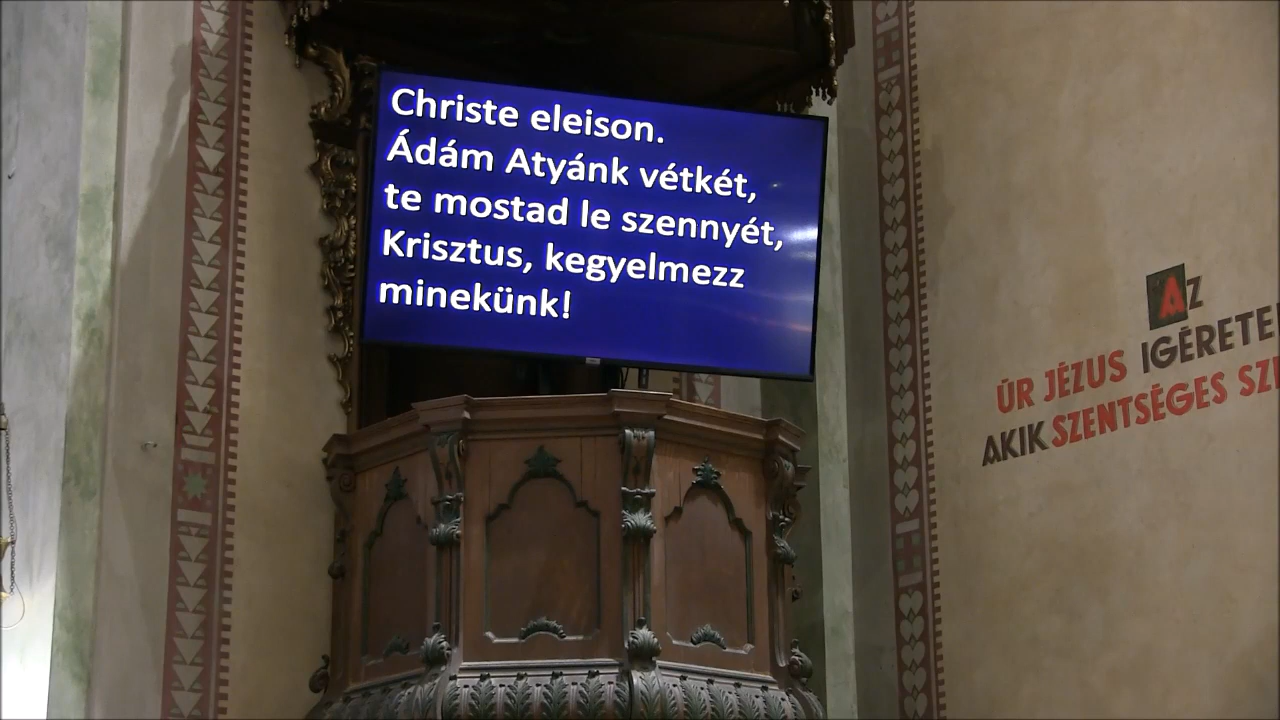 Christe eleison.
Ádám Atyánk vétkét,
te mostad le szennyét,
Krisztus, kegyelmezz
minekünk!
AZ
ÚR JÉZUS IGÉRETE
AKIK SZENTSÉGES